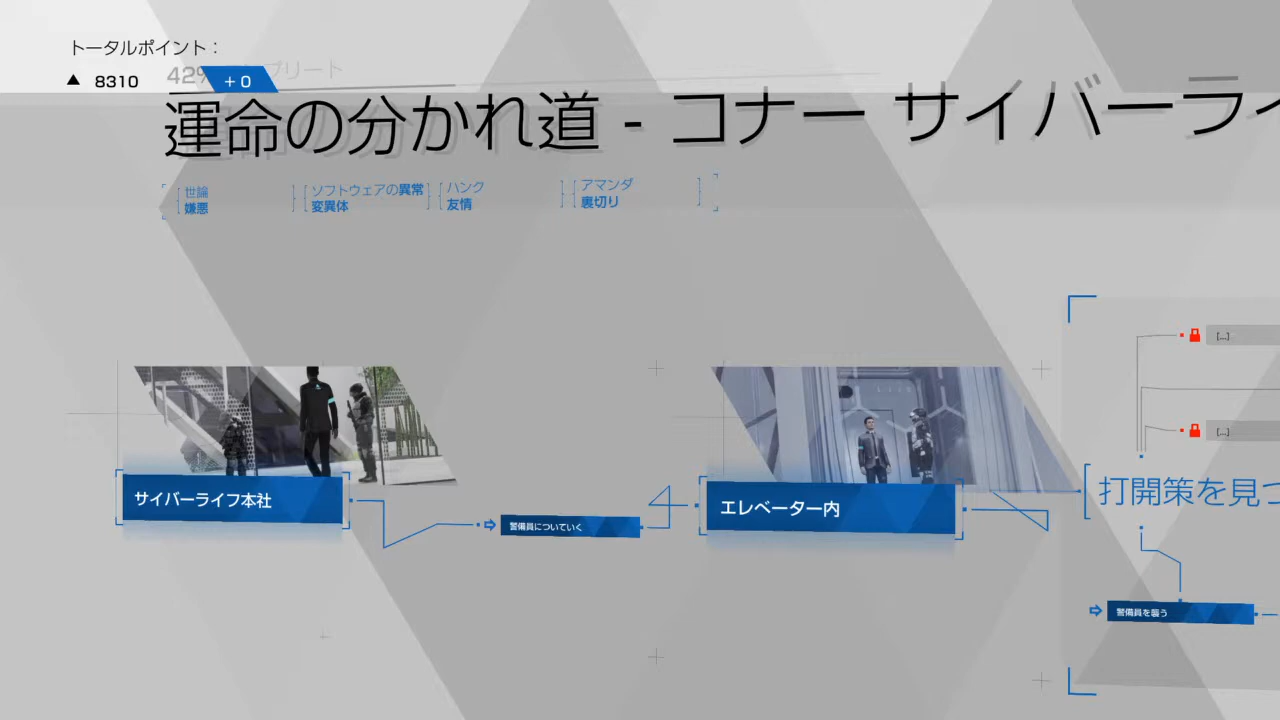 トータルポイント：
▲ 8310 +0
42%
運命の分かれ道 - コナー サイバーライ
世論
嫌悪
ソフトウェアの異常
変異体
ハンク
友情
アマンダ
裏切り
[...]
[...]
サイバーライフ本社
警備員についていく
エレベーター内
打開策を見つ
警備員を襲う